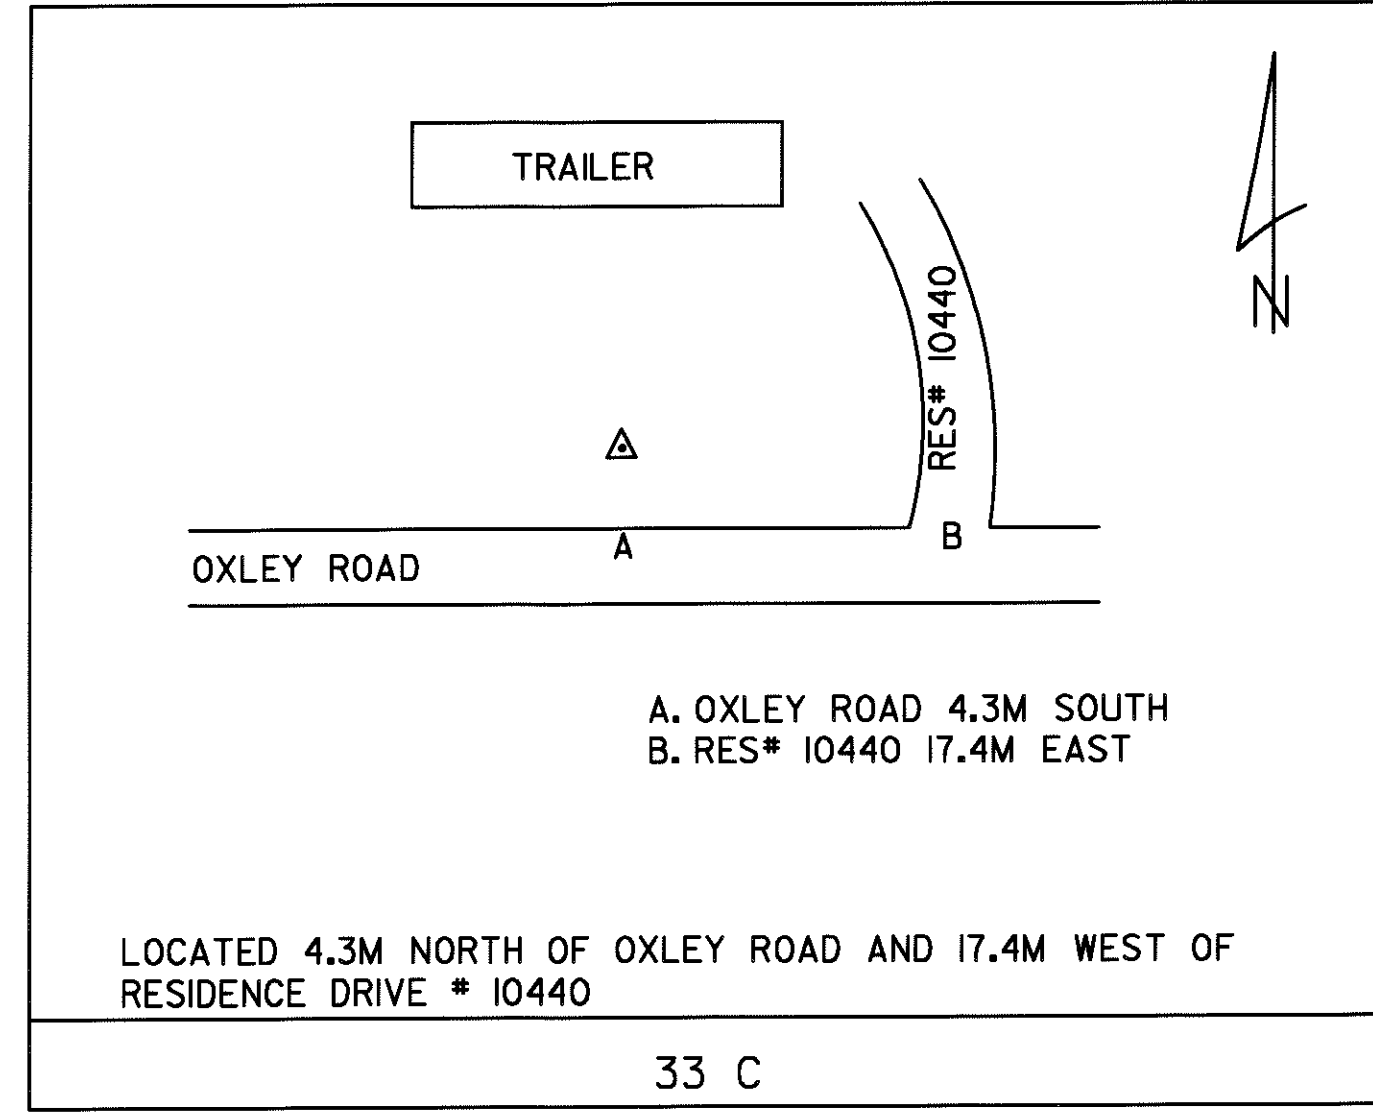 TRAILER
RES# 10440
N
A
B
OXLEY ROAD
A. OXLEY ROAD 4.3M SOUTH
B. RES# 10440 17.4M EAST
LOCATED 4.3M NORTH OF OXLEY ROAD AND 17.4M WEST OF
RESIDENCE DRIVE # 10440
33 C